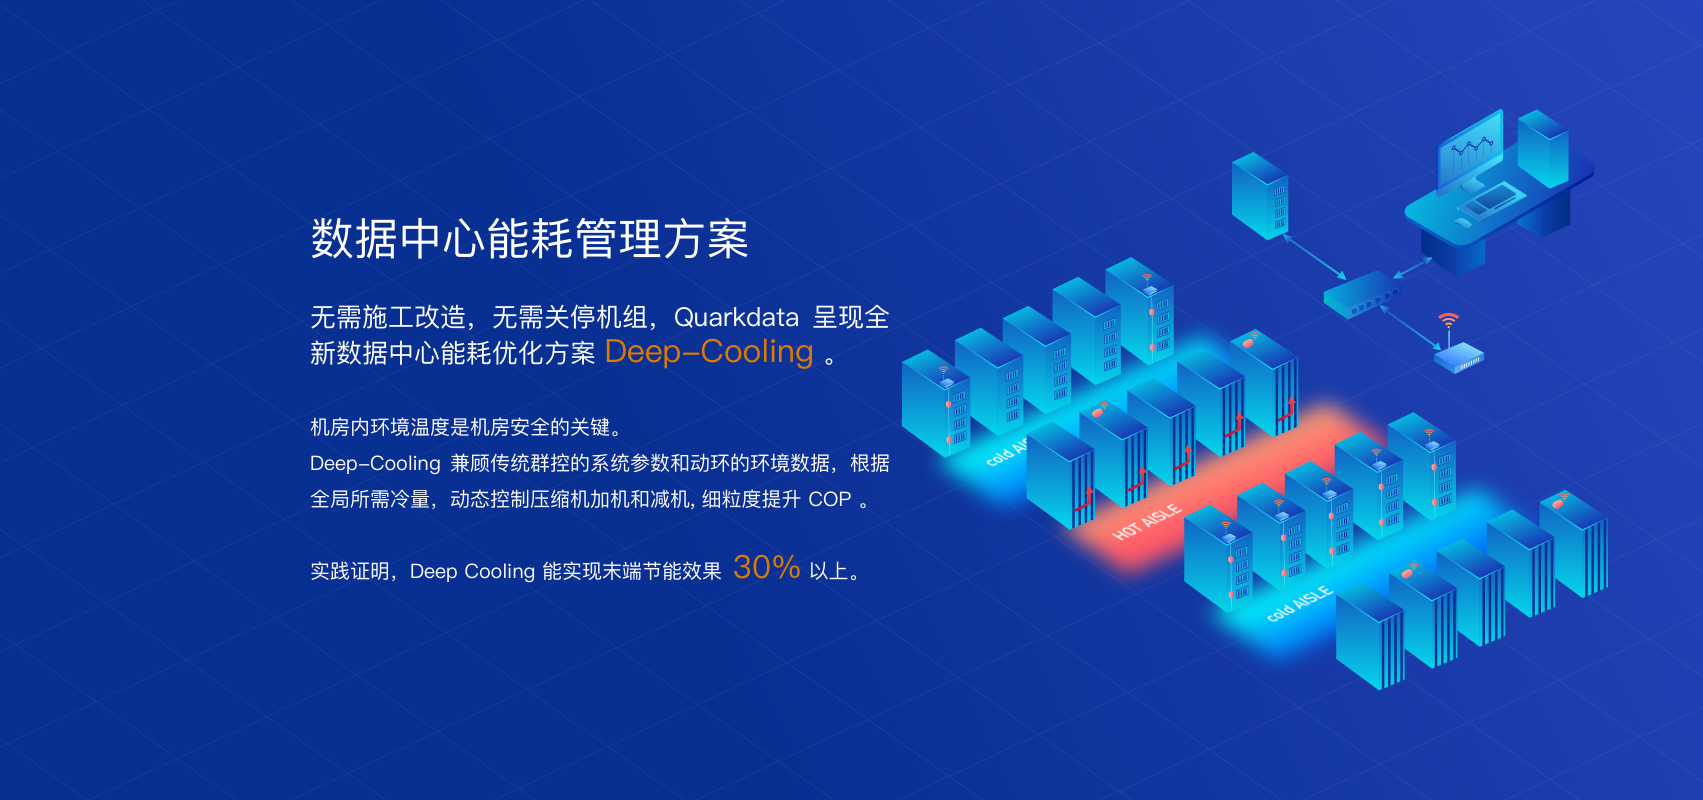 数据中心能耗管理方案
无需施工改造，无需关停机组，Quarkdata 呈现全
新数据中心能耗优化方案 Deep-Cooling 。
机房内环境温度是机房安全的关键。
Deep-Cooling 兼顾传统群控的系统参数和动环的环境数据，根据
全局所需冷量，动态控制压缩机加机和减机, 细粒度提升 COP 。
实践证明，Deep Cooling 能实现末端节能效果 30% 以上。
cold AIS
HOT AISLE
cold AISLE